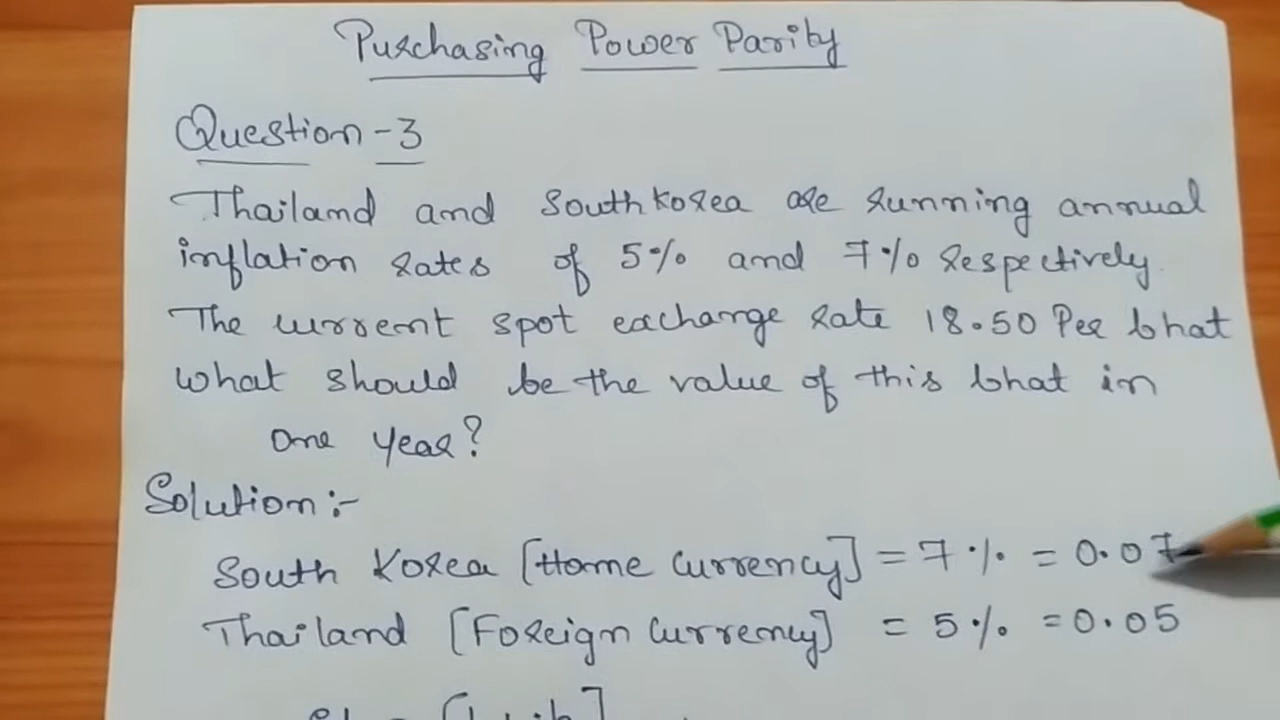 Purchasing Power Parity
Question-3
Thailand and South Korea are running annual
inflation rates of 5% and 7% respectively.
The current spot exchange rate 18.50 Per bhat
what should be the value of this bhat in
one year?
Solution:-
South Korea [Home Currency] = 7% = 0.07
Thailand [Foreign Currency] = 5% = 0.05